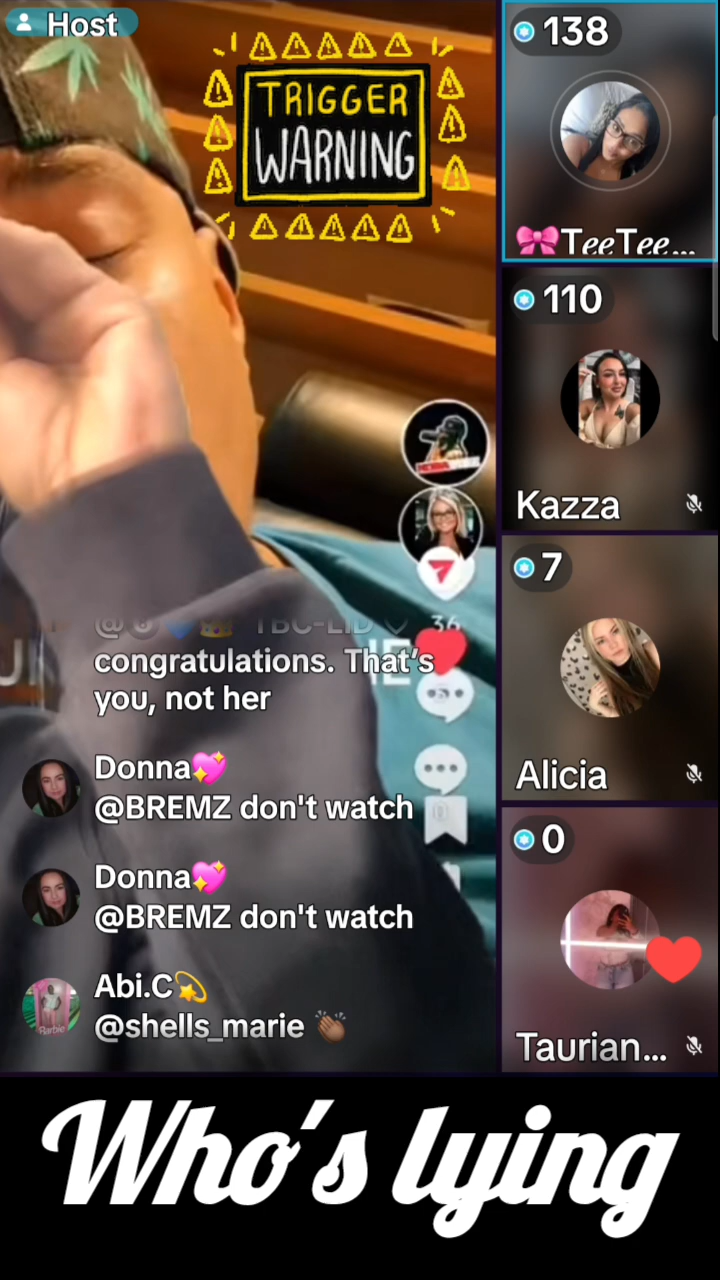 Host
TRIGGER
WARNING
138
🎀TeeTee...
110
Kazza
7
Alicia
0
Taurian...
36
congratulations. That's
you, not her
Donna💖
@BREMZ don't watch
Donna💖
@BREMZ don't watch
Abi.C💫
@shells_marie 👏🏾
Who's lying